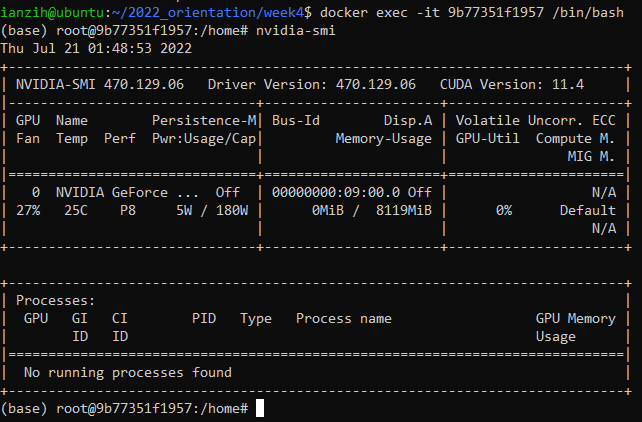 ianzih@ubuntu:~/2022_orientation/week4$ docker exec -it 9b77351f1957 /bin/bash
(base) root@9b77351f1957:/home# nvidia-smi
Thu Jul 21 01:48:53 2022
+-----------------------------------------------------------------------------+
| NVIDIA-SMI 470.129.06   Driver Version: 470.129.06   CUDA Version: 11.4     |
|-------------------------------+----------------------+----------------------+
| GPU  Name        Persistence-M| Bus-Id        Disp.A | Volatile Uncorr. ECC |
| Fan  Temp  Perf  Pwr:Usage/Cap|         Memory-Usage | GPU-Util  Compute M. |
|                               |                      |               MIG M. |
|===============================+======================+======================|
|   0  NVIDIA GeForce ...  Off  | 00000000:09:00.0 Off |                  N/A |
| 27%   25C    P8     5W / 180W |      0MiB /  8119MiB |      0%      Default |
|                               |                      |                  N/A |
+-------------------------------+----------------------+----------------------+

+-----------------------------------------------------------------------------+
| Processes:                                                                  |
|  GPU   GI   CI        PID   Type   Process name                  GPU Memory |
|        ID   ID                                                   Usage      |
|=============================================================================|
|  No running processes found                                                 |
+-----------------------------------------------------------------------------+
(base) root@9b77351f1957:/home#